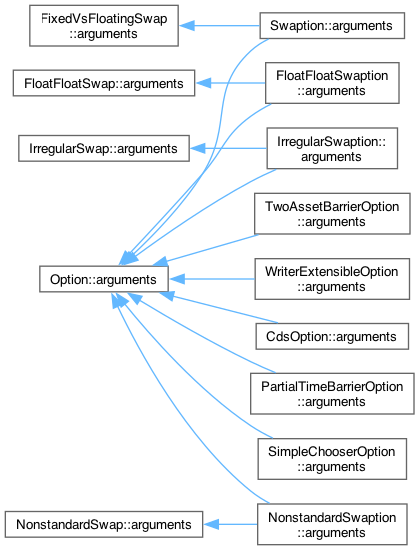 FixedVsFloatingSwap
::arguments
Swaption::arguments
FloatFloatSwap::arguments
FloatFloatSwaption
::arguments
IrregularSwap::arguments
IrregularSwaption::
arguments
TwoAssetBarrierOption
::arguments
Option::arguments
WriterExtensibleOption
::arguments
CdsOption::arguments
PartialTimeBarrierOption
::arguments
SimpleChooserOption
::arguments
NonstandardSwap::arguments
NonstandardSwaption
::arguments